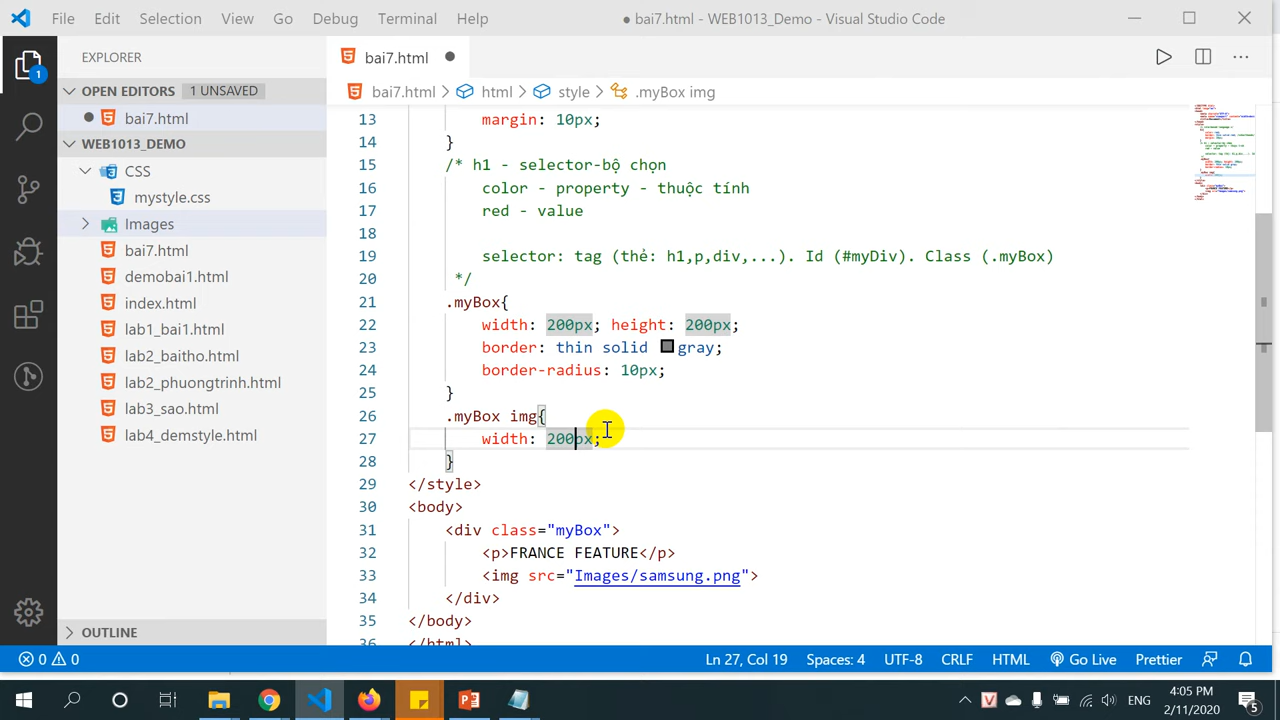 File Edit Selection View Go Debug Terminal Help ● bai7.html - WEB1013_Demo - Visual Studio Code
EXPLORER
OPEN EDITORS 1 UNSAVED
bai7.html
WEB1013_DEMO
CSS
mystyle.css
Images
bai7.html
demobai1.html
index.html
lab1_bai1.html
lab2_baitho.html
lab2_phuongtrinh.html
lab3_sao.html
lab4_demstyle.html
OUTLINE
1
bai7.html
bai7.html > html > style > .myBox img
13 margin: 10px;
14 }
15 /* h1 - selector-bộ chọn
16 color - property - thuộc tính
17 red - value
18
19 selector: tag (thẻ: h1,p,div,...). Id (#myDiv). Class (.myBox)
20 */
21 .myBox{
22 width: 200px; height: 200px;
23 border: thin solid gray;
24 border-radius: 10px;
25 }
26 .myBox img{
27 width: 200px;
28 }
29 </style>
30 <body>
31 <div class="myBox">
32 <p>FRANCE FEATURE</p>
33 <img src="Images/samsung.png">
34 </div>
35 </body>
36 </html>
0 0 Ln 27, Col 19 Spaces: 4 UTF-8 CRLF HTML Go Live Prettier
ENG 4:05 PM
2/11/2020 5